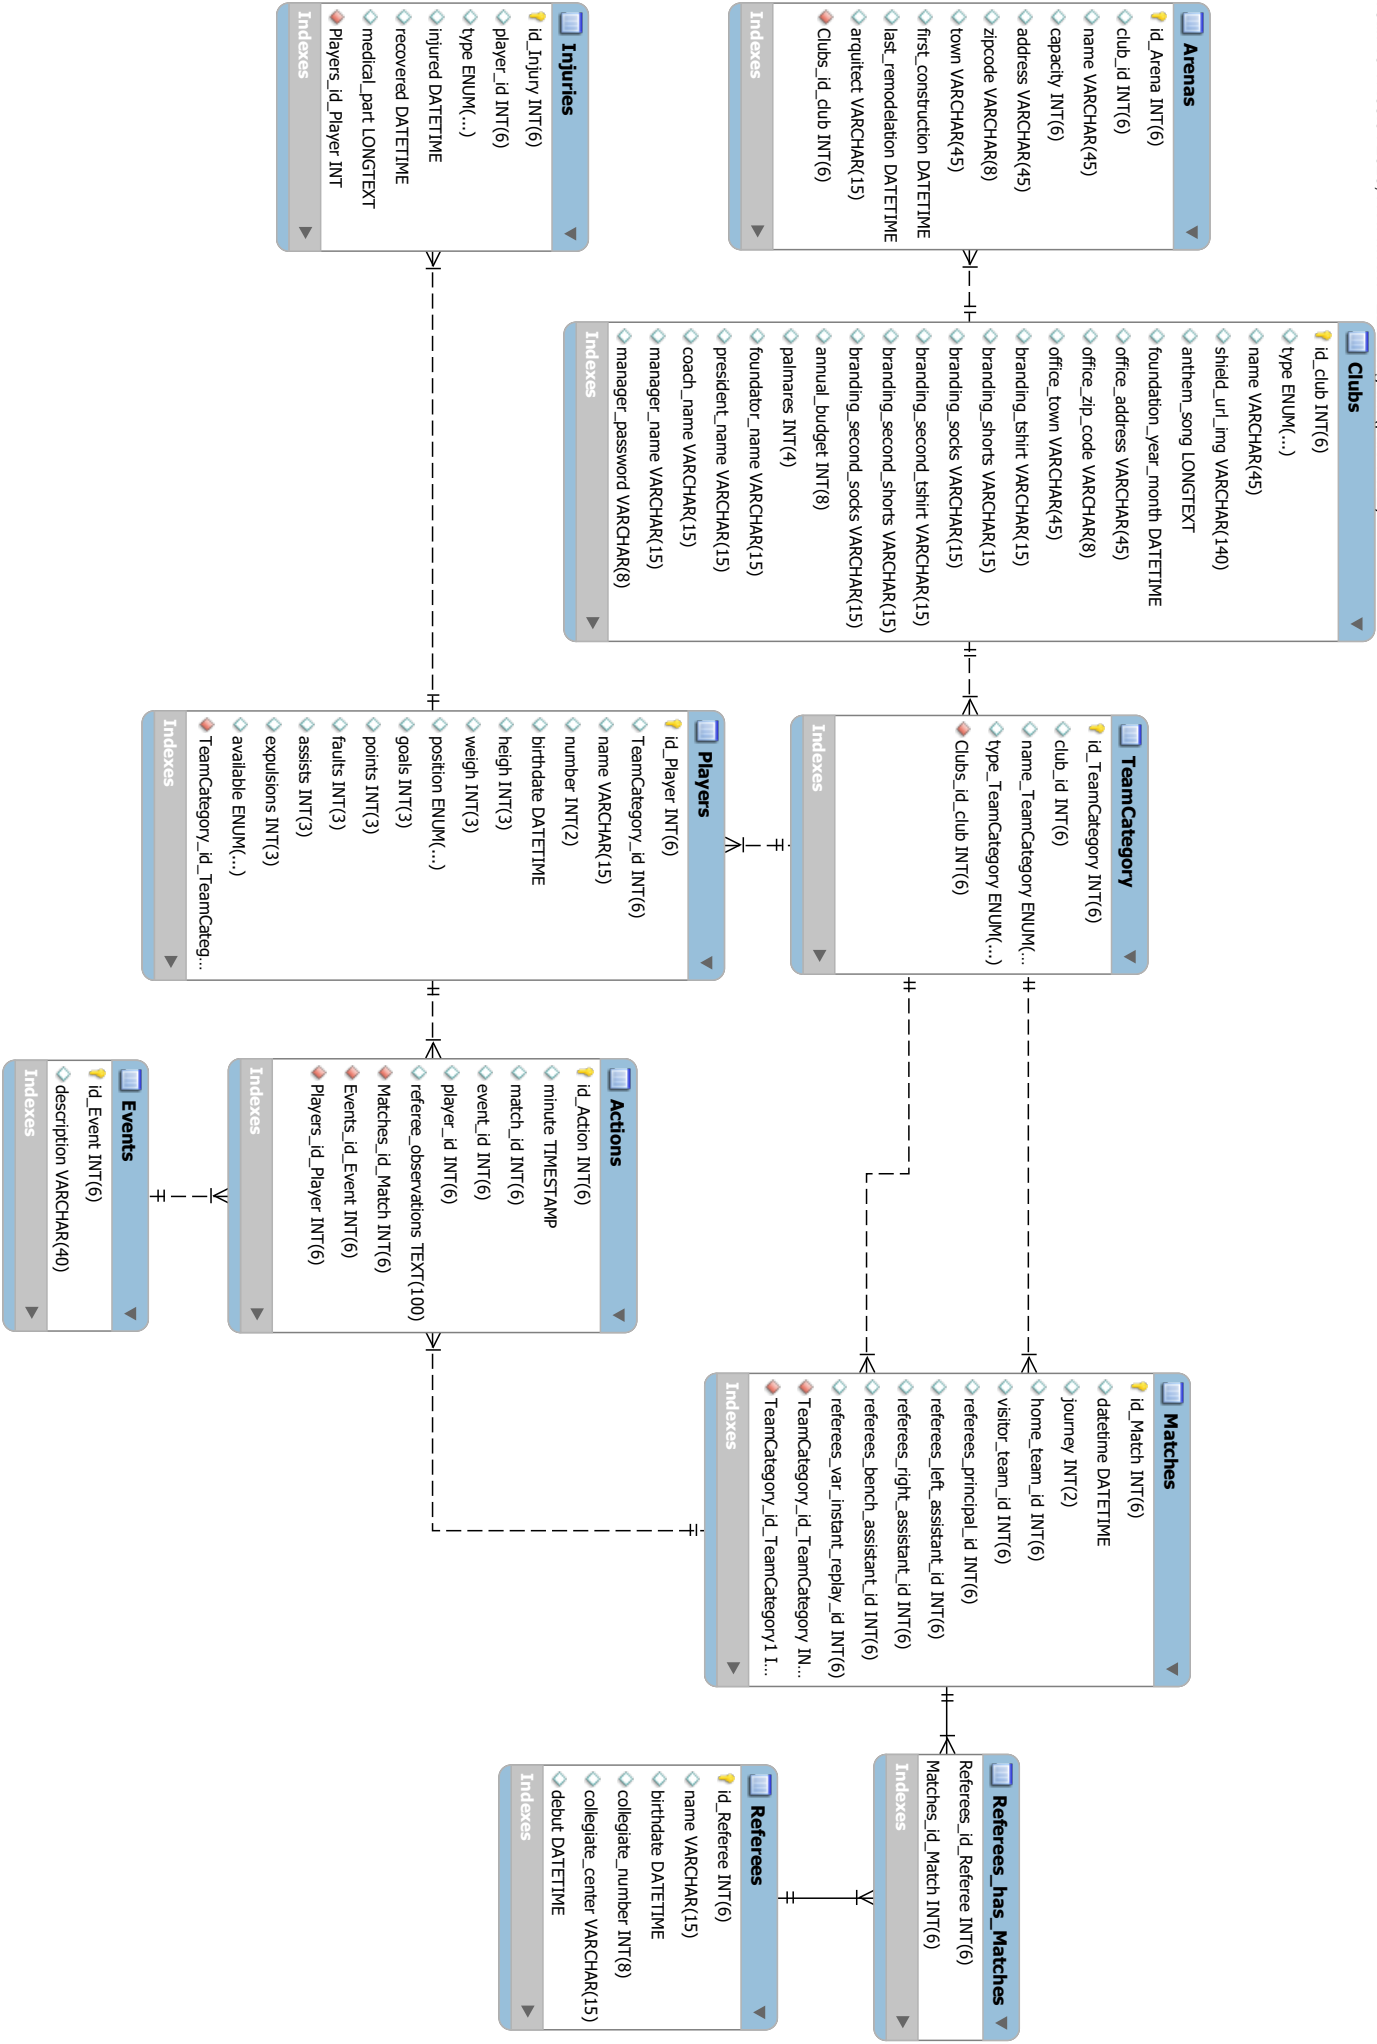 Arenas
id_Arena INT(6)
club_id INT(6)
name VARCHAR(45)
capacity INT(6)
address VARCHAR(45)
zipcode VARCHAR(8)
town VARCHAR(45)
first_construction DATETIME
last_remodelation DATETIME
arquitect VARCHAR(15)
Clubs_id_club INT(6)
Indexes
Injuries
id_Injury INT(6)
player_id INT(6)
type ENUM(...)
injured DATETIME
recovered DATETIME
medical_part LONGTEXT
Players_id_Player INT
Indexes
Clubs
id_club INT(6)
type ENUM(...)
name VARCHAR(45)
shield_url_img VARCHAR(140)
anthem_song LONGTEXT
foundation_year_month DATETIME
office_address VARCHAR(45)
office_zip_code VARCHAR(8)
office_town VARCHAR(45)
branding_tshirt VARCHAR(15)
branding_shorts VARCHAR(15)
branding_socks VARCHAR(15)
branding_second_tshirt VARCHAR(15)
branding_second_shorts VARCHAR(15)
branding_second_socks VARCHAR(15)
annual_budget INT(8)
palmares INT(4)
foundator_name VARCHAR(15)
president_name VARCHAR(15)
coach_name VARCHAR(15)
manager_name VARCHAR(15)
manager_password VARCHAR(8)
Indexes
TeamCategory
id_TeamCategory INT(6)
club_id INT(6)
name_TeamCategory ENUM(...
type_TeamCategory ENUM(...)
Clubs_id_club INT(6)
Indexes
Players
id_Player INT(6)
TeamCategory_id INT(6)
name VARCHAR(15)
number INT(2)
birthdate DATETIME
heigh INT(3)
weigh INT(3)
position ENUM(...)
goals INT(3)
points INT(3)
faults INT(3)
assists INT(3)
expulsions INT(3)
available ENUM(...)
TeamCategory_id_TeamCateg...
Indexes
Actions
id_Action INT(6)
minute TIMESTAMP
match_id INT(6)
event_id INT(6)
player_id INT(6)
referee_observations TEXT(100)
Matches_id_Match INT(6)
Events_id_Event INT(6)
Players_id_Player INT(6)
Indexes
Events
id_Event INT(6)
description VARCHAR(40)
Indexes
Matches
id_Match INT(6)
datetime DATETIME
journey INT(2)
home_team_id INT(6)
visitor_team_id INT(6)
referees_principal_id INT(6)
referees_left_assistant_id INT(6)
referees_right_assistant_id INT(6)
referees_bench_assistant_id INT(6)
referees_var_instant_replay_id INT(6)
TeamCategory_id_TeamCategory IN...
TeamCategory_id_TeamCategory1 I...
Indexes
Referees_has_Matches
Referees_id_Referee INT(6)
Matches_id_Match INT(6)
Indexes
Referees
id_Referee INT(6)
name VARCHAR(15)
birthdate DATETIME
collegiate_number INT(8)
collegiate_center VARCHAR(15)
debut DATETIME
Indexes